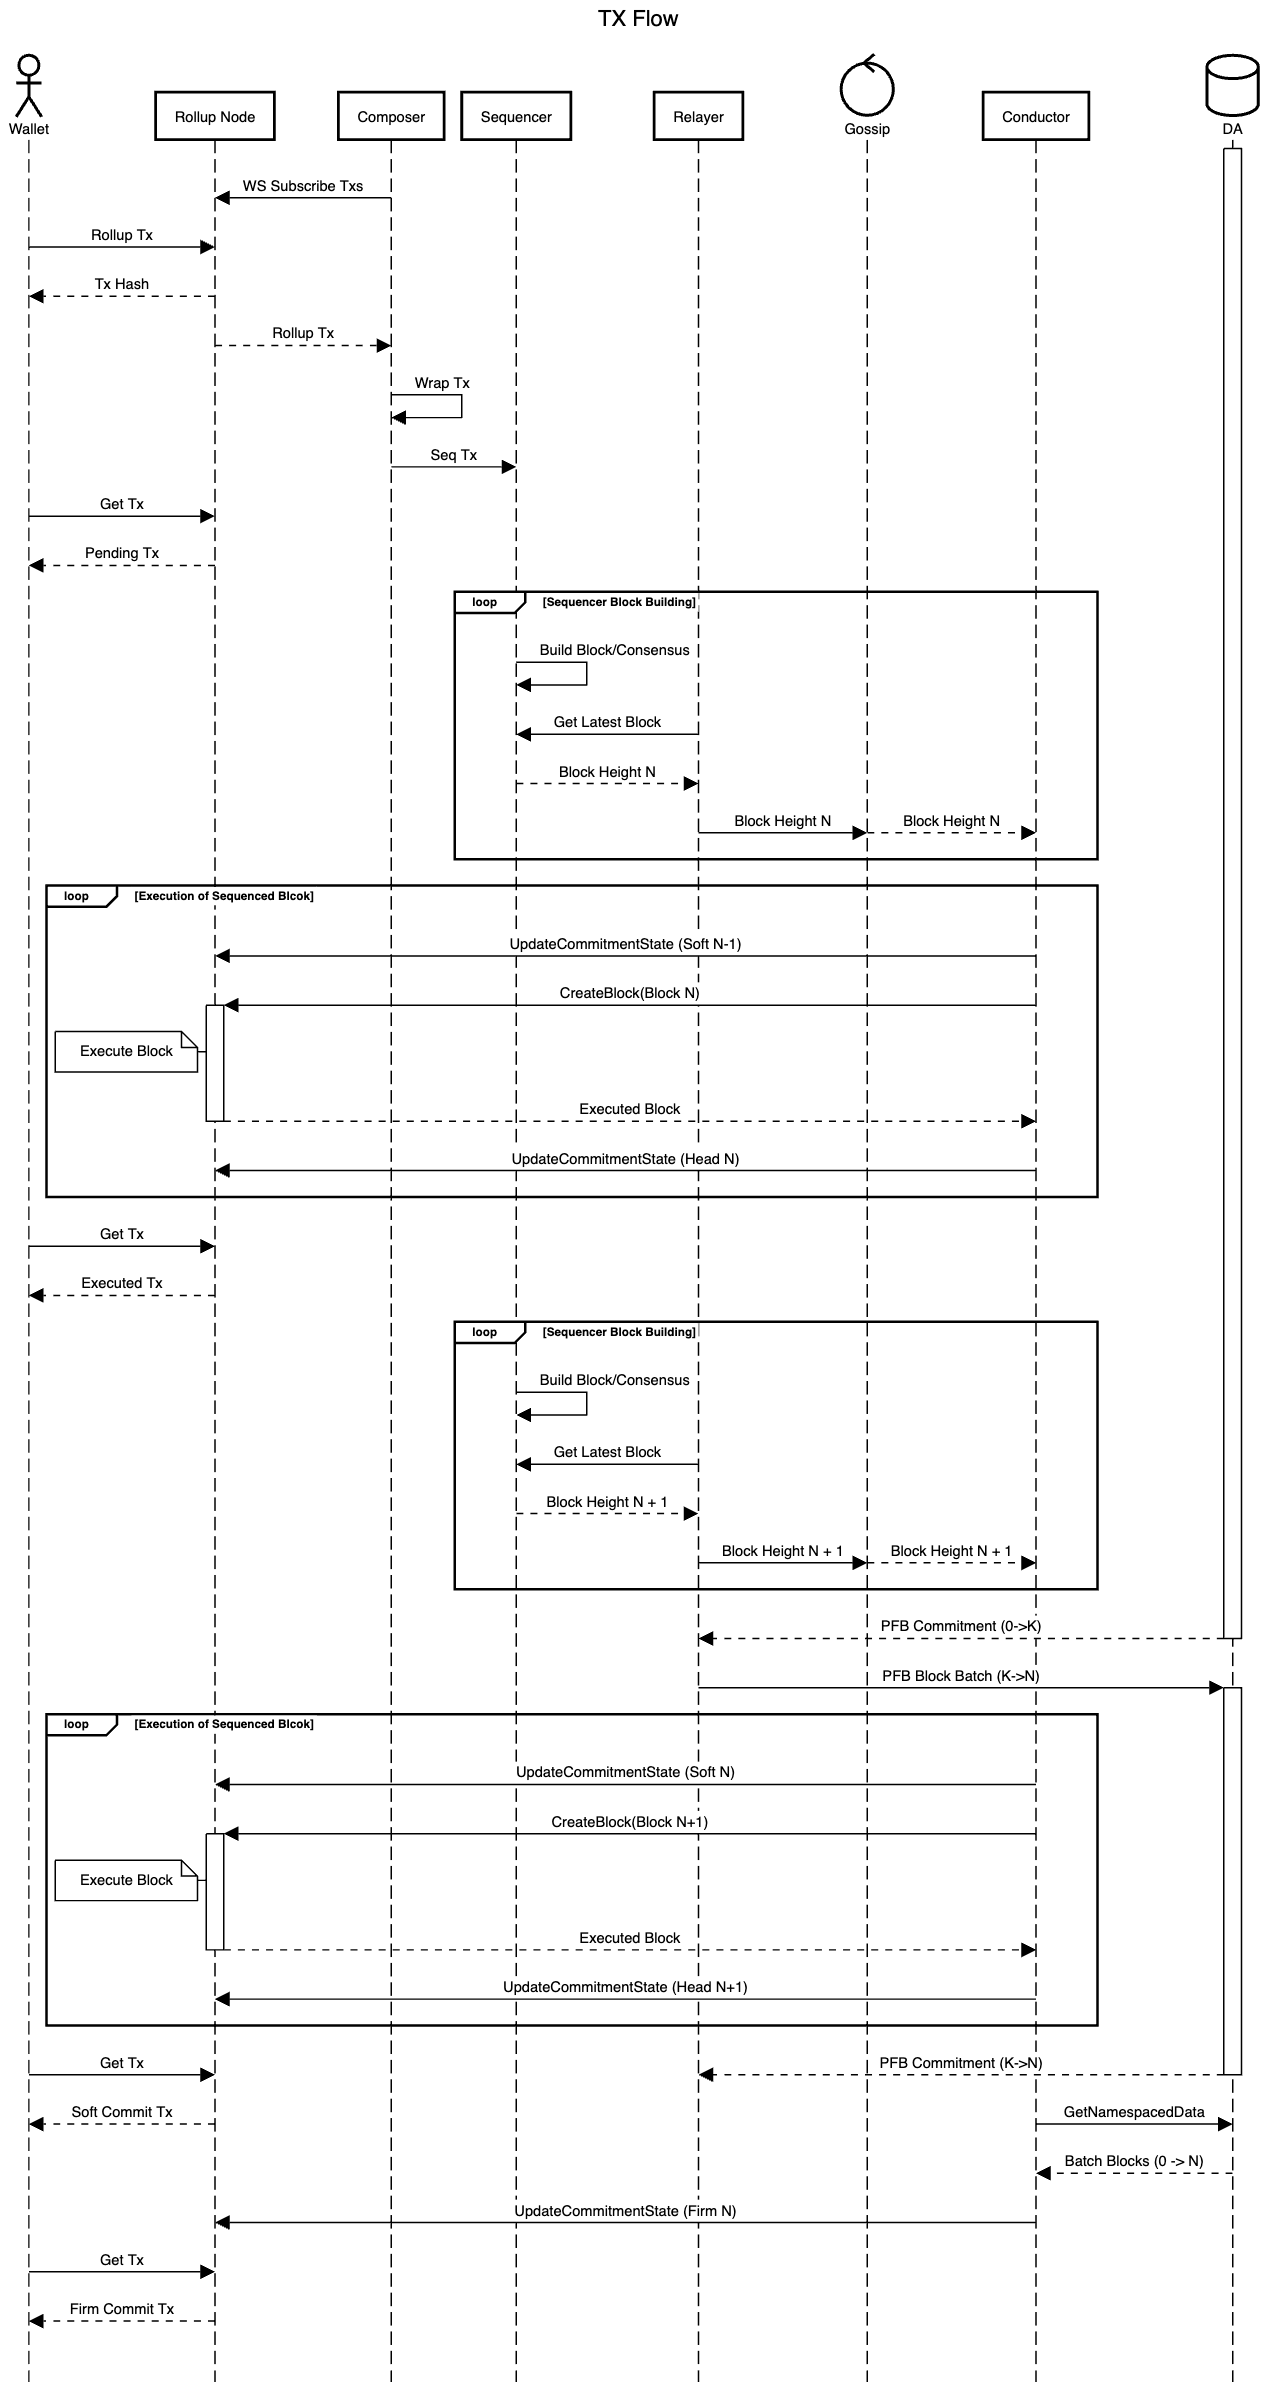 TX Flow
Wallet
Rollup Node
Composer
Sequencer
Relayer
Gossip
Conductor
DA
WS Subscribe Txs
Rollup Tx
Tx Hash
Rollup Tx
Wrap Tx
Seq Tx
Get Tx
Pending Tx
loop
[Sequencer Block Building]
Build Block/Consensus
Get Latest Block
Block Height N
Block Height N
Block Height N
loop
[Execution of Sequenced Blcok]
UpdateCommitmentState (Soft N-1)
CreateBlock(Block N)
Execute Block
Executed Block
UpdateCommitmentState (Head N)
Get Tx
Executed Tx
loop
[Sequencer Block Building]
Build Block/Consensus
Get Latest Block
Block Height N + 1
Block Height N + 1
Block Height N + 1
PFB Commitment (0->K)
PFB Block Batch (K->N)
loop
[Execution of Sequenced Blcok]
UpdateCommitmentState (Soft N)
CreateBlock(Block N+1)
Execute Block
Executed Block
UpdateCommitmentState (Head N+1)
Get Tx
PFB Commitment (K->N)
Soft Commit Tx
GetNamespacedData
Batch Blocks (0 -> N)
UpdateCommitmentState (Firm N)
Get Tx
Firm Commit Tx